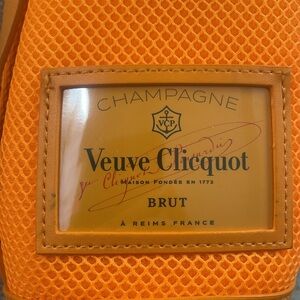 CHAMPAGNE
VCP
Veuve Clicquot
MAISON FONDÉE EN 1772
BRUT
À REIMS FRANCE